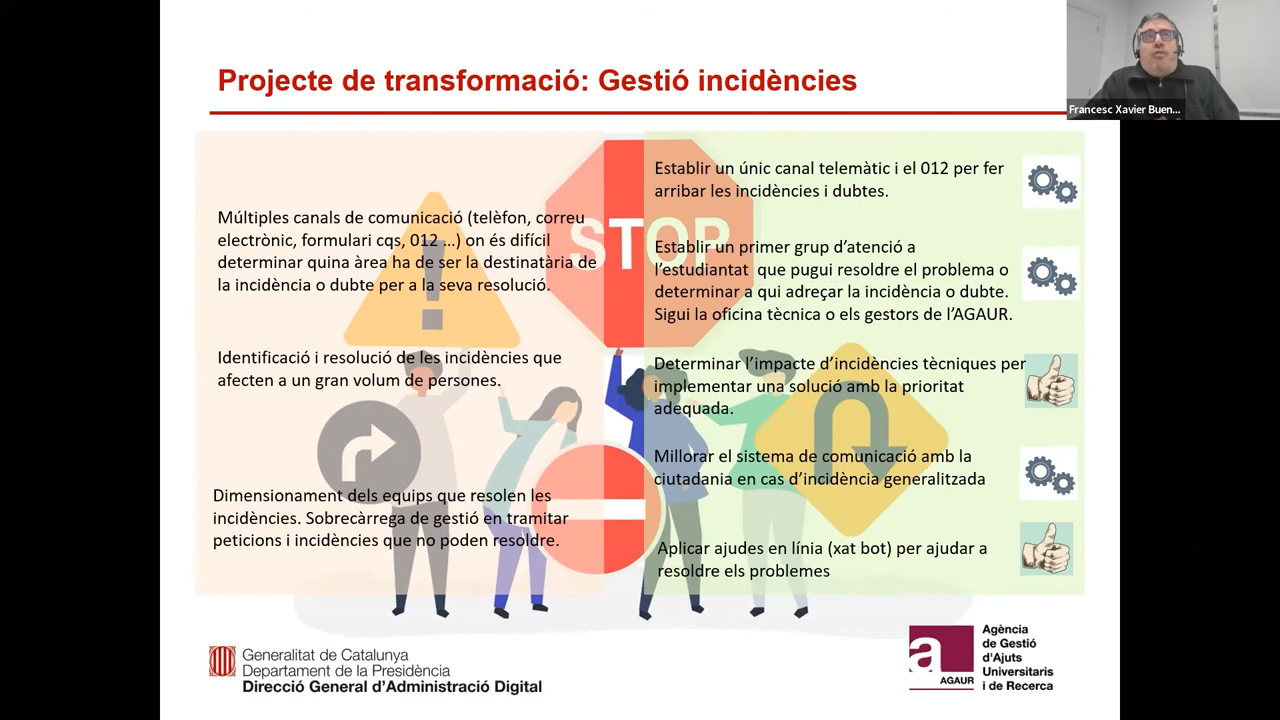 Projecte de transformació: Gestió incidències
Francesc Xavier Buen...
STOP
Múltiples canals de comunicació (telèfon, correu
electrònic, formulari cqs, 012 ...) on és difícil
determinar quina àrea ha de ser la destinatària de
la incidència o dubte per a la seva resolució.
Identificació i resolució de les incidències que
afecten a un gran volum de persones.
Dimensionament dels equips que resolen les
incidències. Sobrecàrrega de gestió en tramitar
peticions i incidències que no poden resoldre.
Establir un únic canal telemàtic i el 012 per fer
arribar les incidències i dubtes.
Establir un primer grup d’atenció a
l’estudiantat que pugui resoldre el problema o
determinar a qui adreçar la incidència o dubte.
Sigui la oficina tècnica o els gestors de l’AGAUR.
Determinar l’impacte d’incidències tècniques per
implementar una solució amb la prioritat
adequada.
Millorar el sistema de comunicació amb la
ciutadania en cas d’incidència generalitzada
Aplicar ajudes en línia (xat bot) per ajudar a
resoldre els problemes
Generalitat de Catalunya
Departament de la Presidència
Direcció General d’Administració Digital
a
AGAUR
Agència
de Gestió
d'Ajuts
Universitaris
i de Recerca